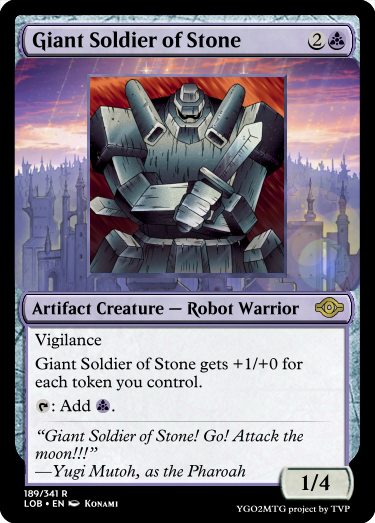 Giant Soldier of Stone 2
Artifact Creature — Robot Warrior
Vigilance
Giant Soldier of Stone gets +1/+0 for
each token you control.
: Add .
“Giant Soldier of Stone! Go! Attack the
moon!!!”
—Yugi Mutoh, as the Pharoah
1/4
189/341 R
LOB • EN Konami
YGO2MTG project by TVP